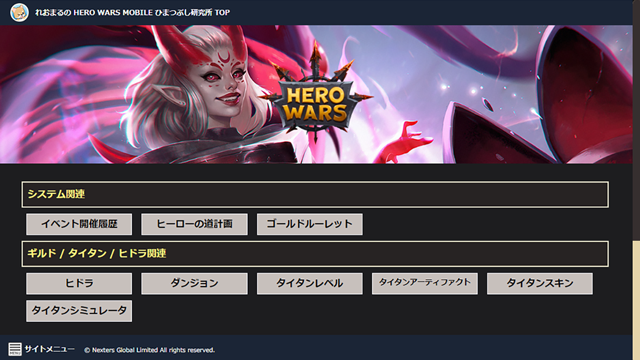 れおまるの HERO WARS MOBILE ひまつぶし研究所 TOP
HERO
WARS
システム関連
イベント開催履歴 ヒーローの道計画 ゴールドルーレット
ギルド / タイタン / ヒドラ関連
ヒドラ ダンジョン タイタンレベル タイタンアーティファクト タイタンスキン
タイタンシミュレータ
サイトメニュー © Nexters Global Limited All rights reserved.